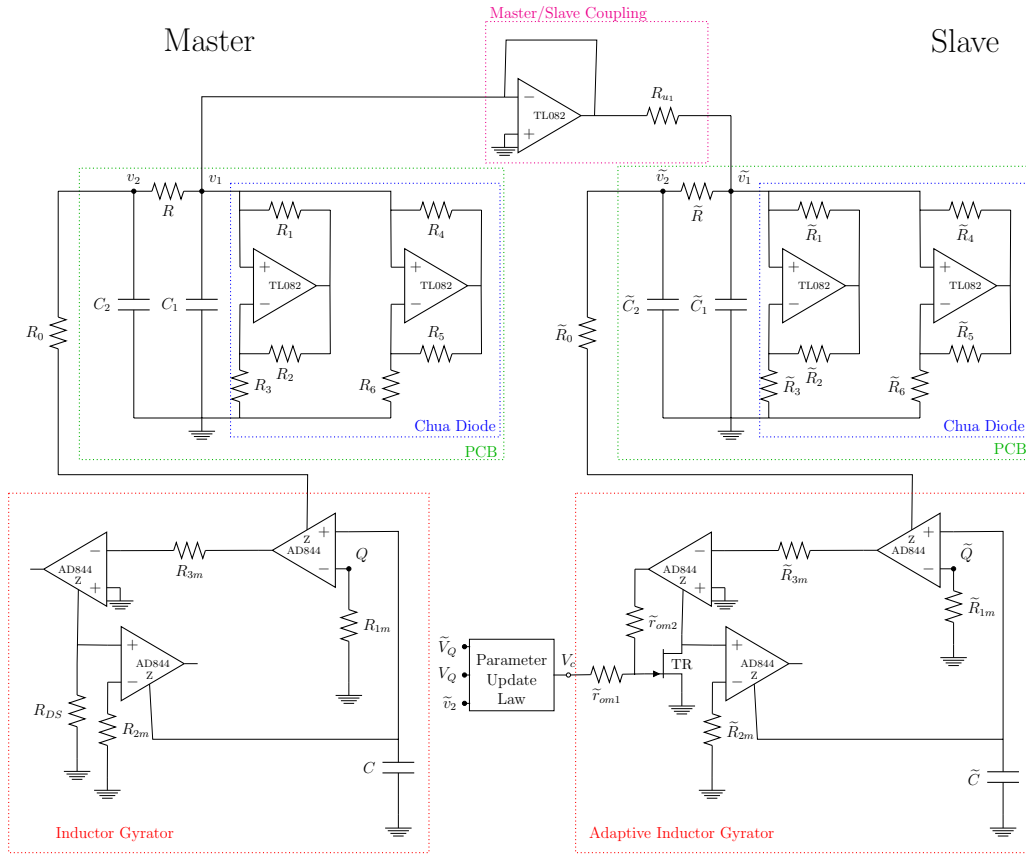 Master/Slave Coupling
Master
Slave
−
TL082
+
R_{u_1}
v_2
v_1
R
R_1
R_4
+
TL082
−
+
TL082
−
C_2
C_1
R_0
R_5
R_2
R_3
R_6
Chua Diode
PCB
ṽ_2
ṽ_1
R̃
R̃_1
R̃_4
+
TL082
−
+
TL082
−
C̃_2
C̃_1
R̃_0
R̃_5
R̃_2
R̃_3
R̃_6
Chua Diode
PCB
Z
AD844
+
−
Q
−
AD844
Z
+
R_{3m}
R_{1m}
+
AD844
Z
−
R_{DS}
R_{2m}
C
Inductor Gyrator
Ṽ_Q
V_Q
ṽ_2
Parameter
Update
Law
V_c
r̃_{om1}
r̃_{om2}
TR
Z
AD844
+
−
Q̃
−
AD844
Z
+
R̃_{3m}
R̃_{1m}
+
AD844
Z
−
R̃_{2m}
C̃
Adaptive Inductor Gyrator